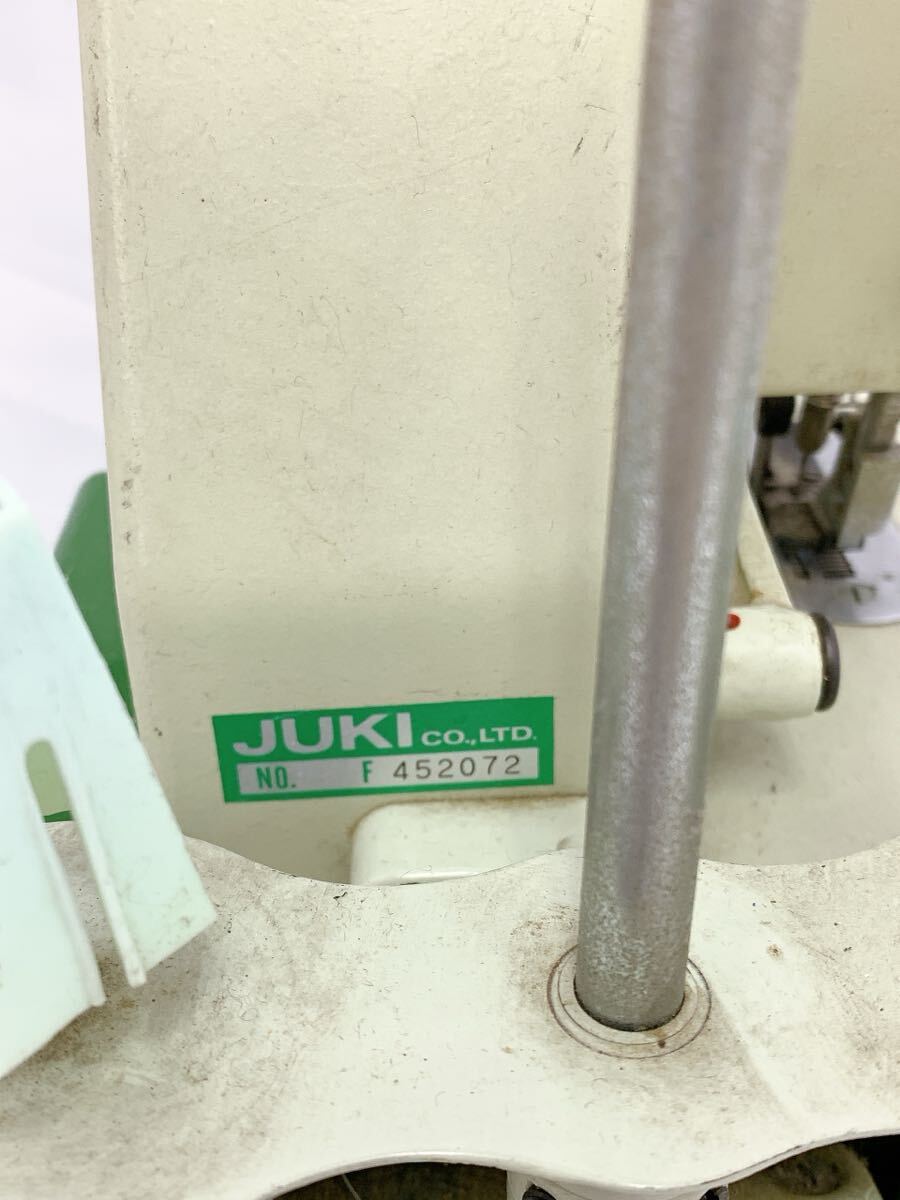 JUKI CO.,LTD.
NO. F 452072